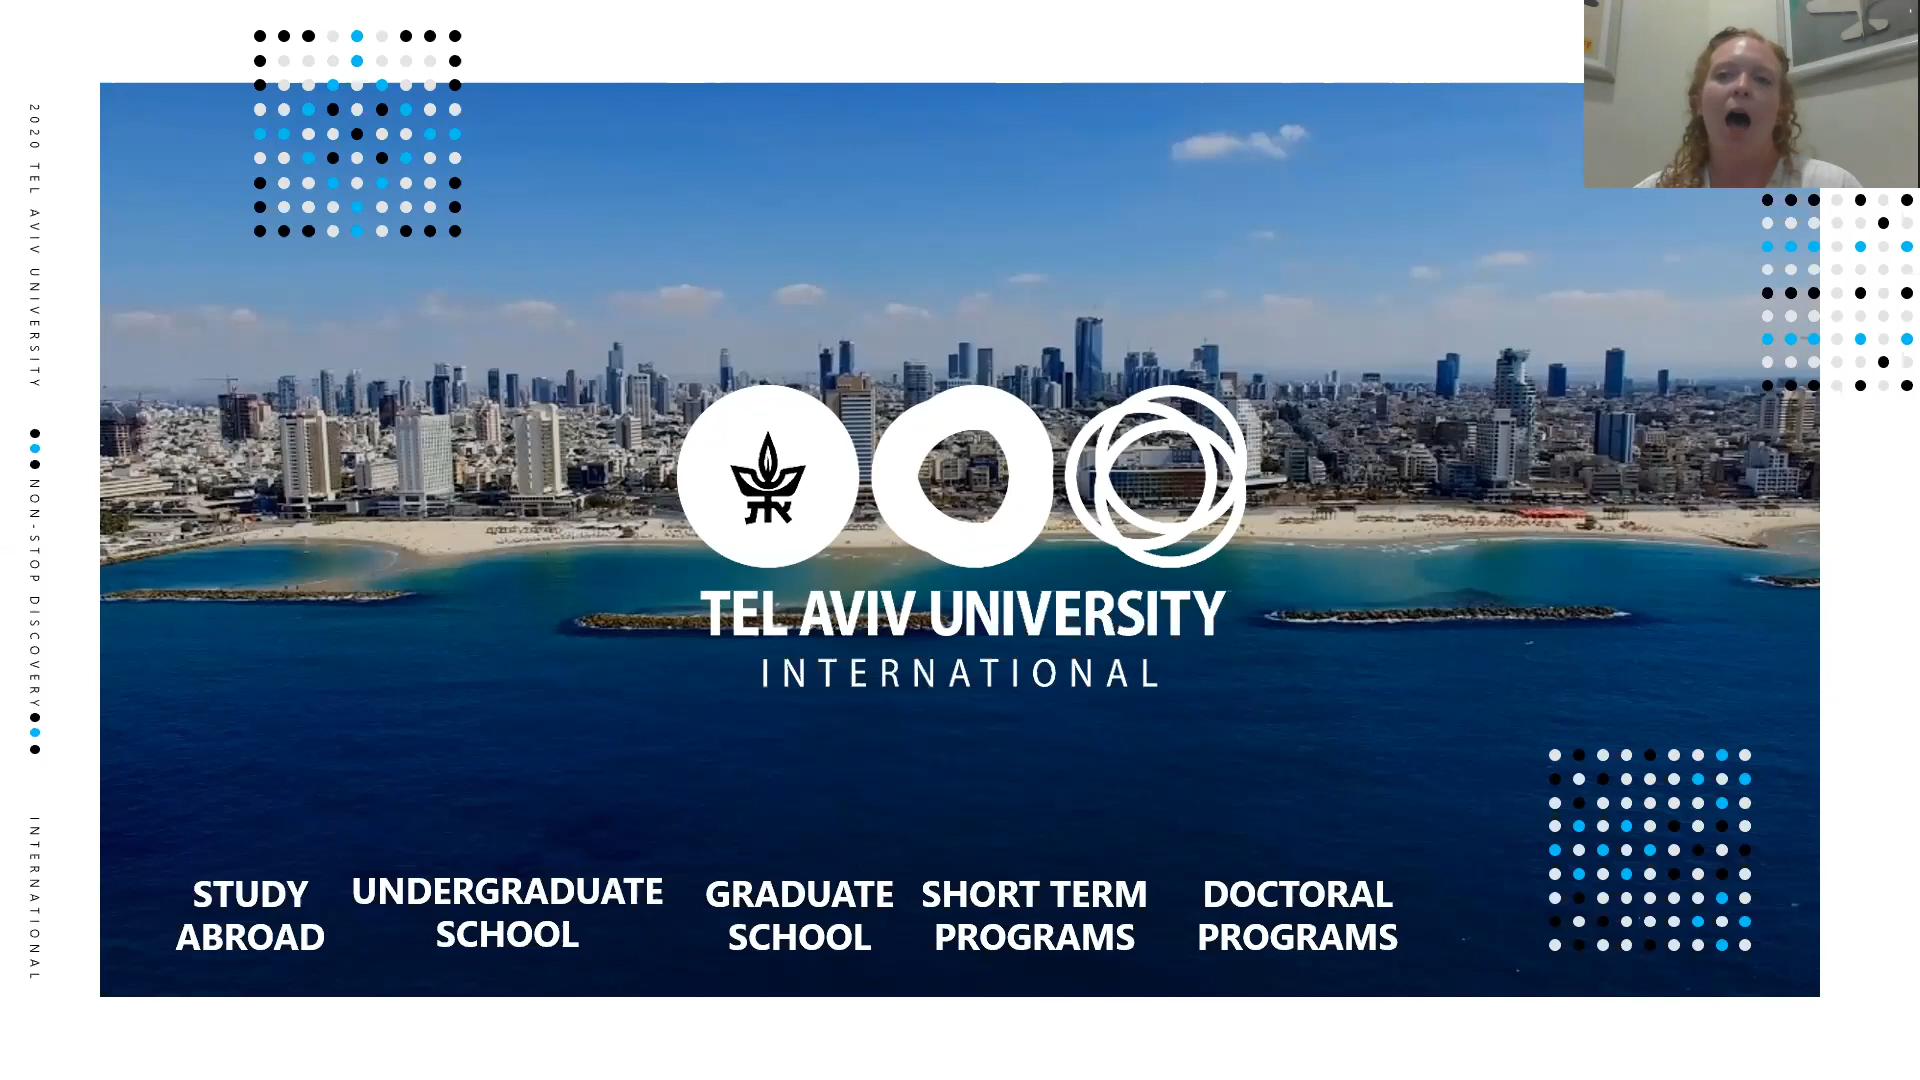 2020 TEL AVIV UNIVERSITY
NON-STOP DISCOVERY
INTERNATIONAL
את
TEL AVIV UNIVERSITY
INTERNATIONAL
STUDY
ABROAD
UNDERGRADUATE
SCHOOL
GRADUATE
SCHOOL
SHORT TERM
PROGRAMS
DOCTORAL
PROGRAMS